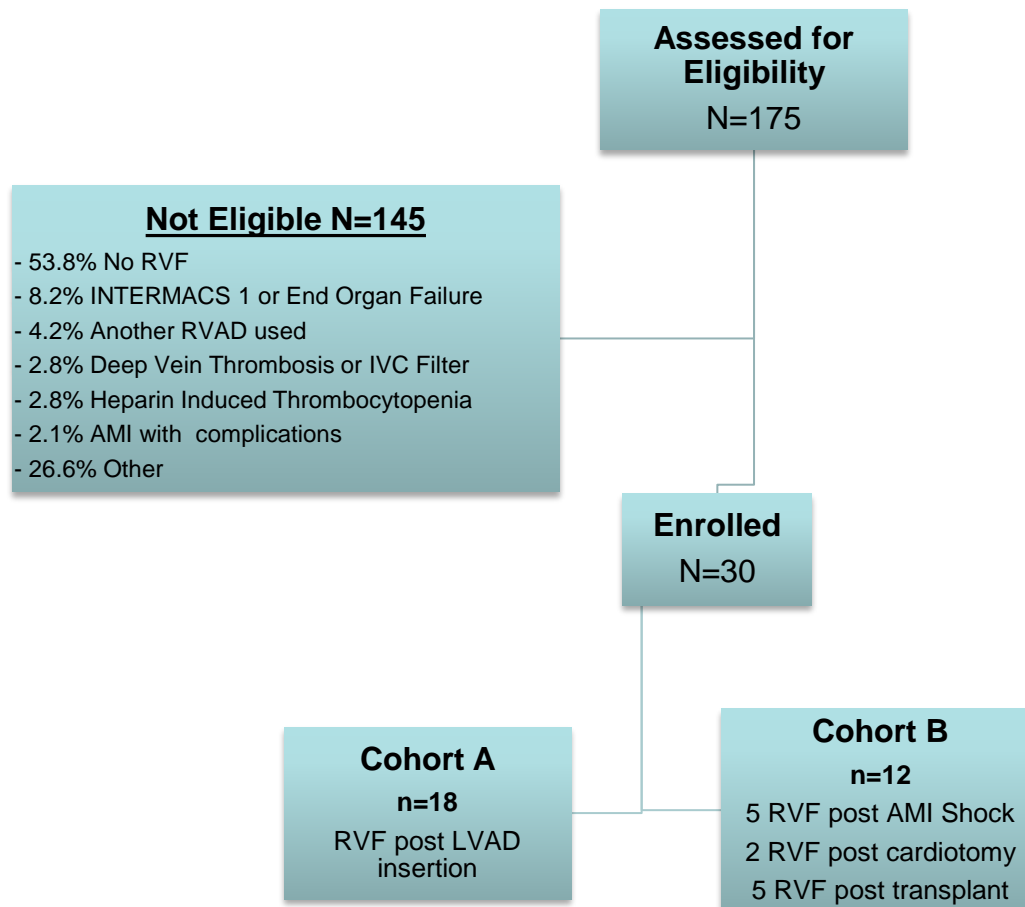 Assessed for
Eligibility
N=175
Not Eligible N=145
- 53.8% No RVF
- 8.2% INTERMACS 1 or End Organ Failure
- 4.2% Another RVAD used
- 2.8% Deep Vein Thrombosis or IVC Filter
- 2.8% Heparin Induced Thrombocytopenia
- 2.1% AMI with  complications
- 26.6% Other
Enrolled
N=30
Cohort A
n=18
RVF post LVAD
insertion
Cohort B
n=12
5 RVF post AMI Shock
2 RVF post cardiotomy
5 RVF post transplant